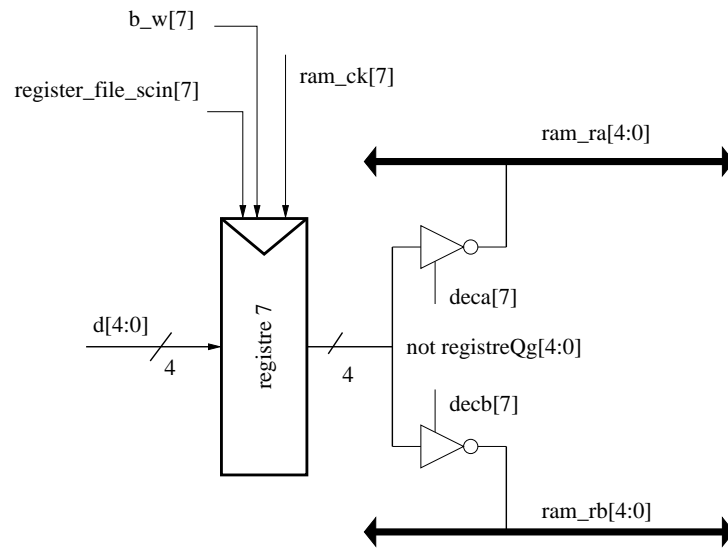 b_w[7]
ram_ck[7]
register_file_scin[7]
ram_ra[4:0]
deca[7]
d[4:0]
4
registre 7
4
not registreQg[4:0]
decb[7]
ram_rb[4:0]